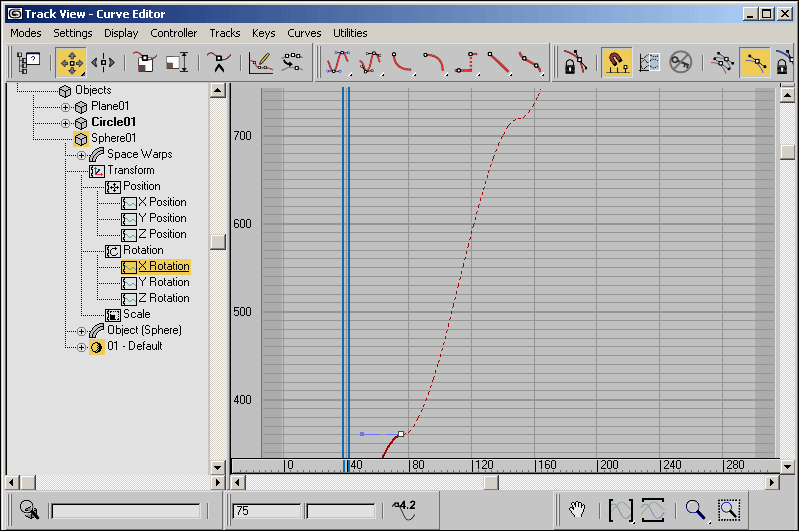 Track View - Curve Editor
Modes Settings Display Controller Tracks Keys Curves Utilities
Objects
Plane01
Circle01
Sphere01
Space Warps
Transform
Position
X Position
Y Position
Z Position
Rotation
X Rotation
Y Rotation
Z Rotation
Scale
Object (Sphere)
01 - Default
700
600
500
400
0 40 80 120 160 200 240 280
75
4.2